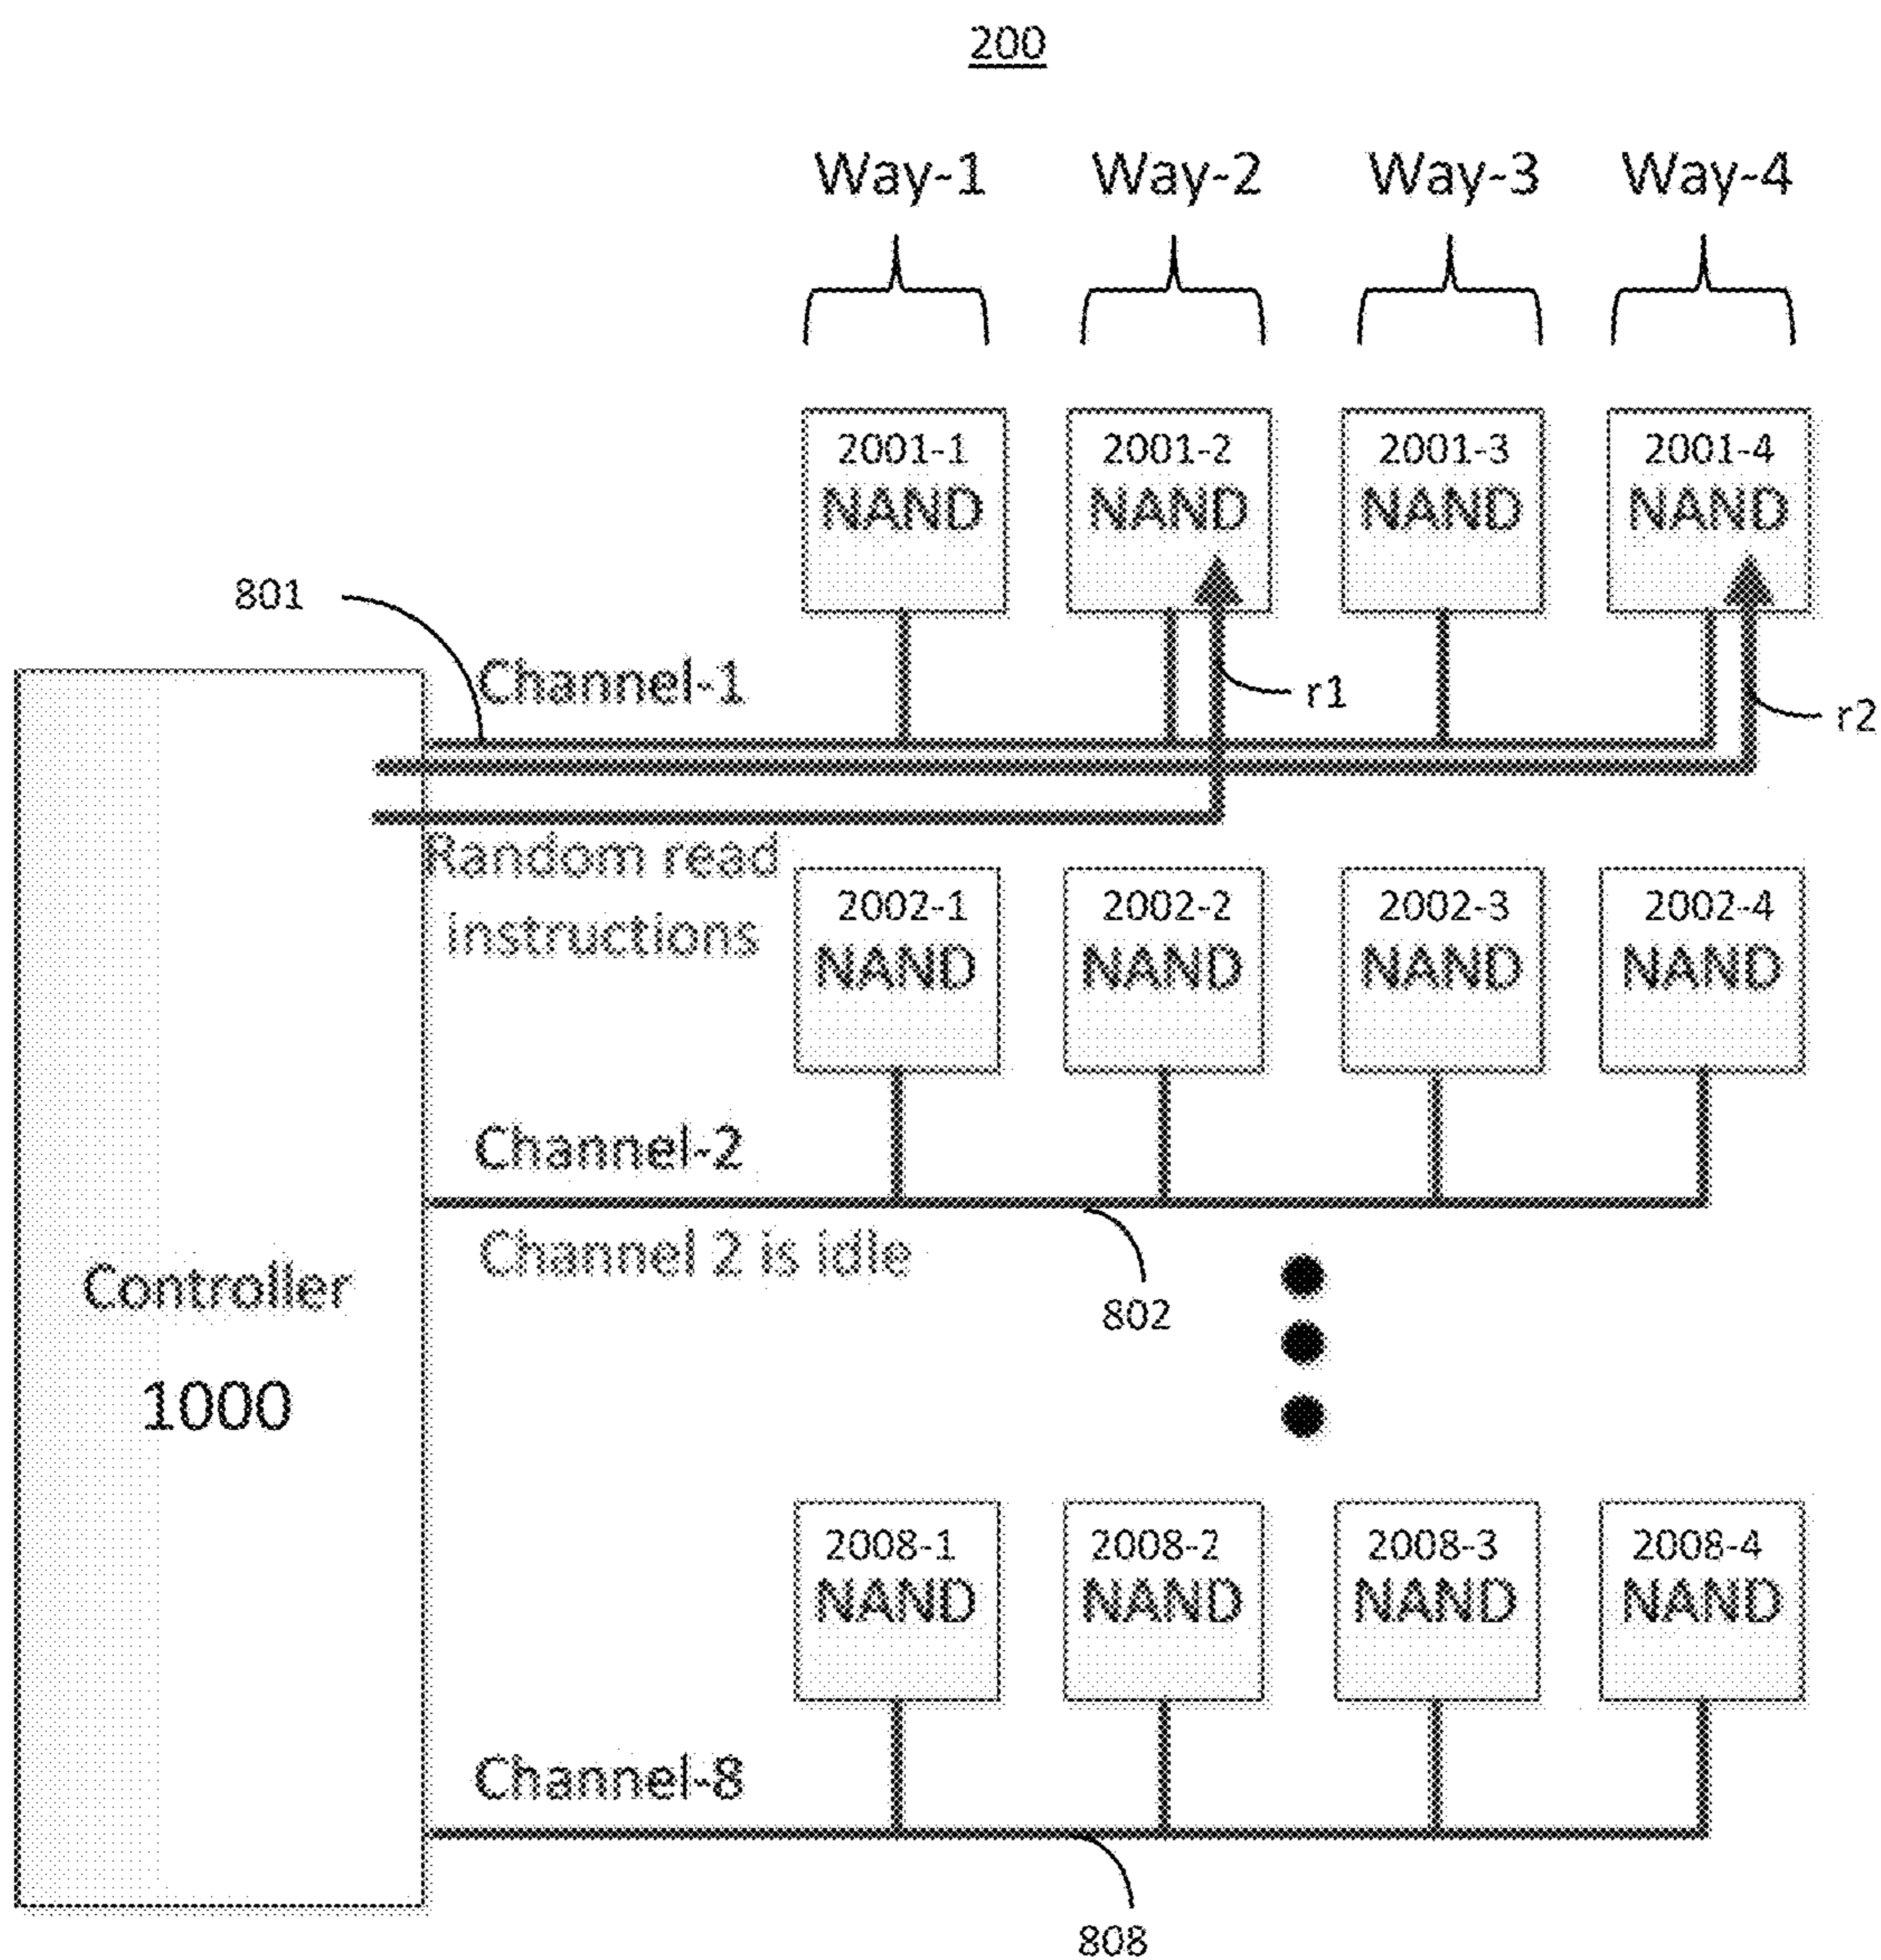 200
Way-1 Way-2 Way-3 Way-4
2001-1 2001-2 2001-3 2001-4
NAND NAND NAND NAND
801
Channel-1
r1
r2
Random read
instructions
2002-1 2002-2 2002-3 2002-4
NAND NAND NAND NAND
Channel-2
Channel 2 is idle
802
Controller
1000
2008-1 2008-2 2008-3 2008-4
NAND NAND NAND NAND
Channel-8
808